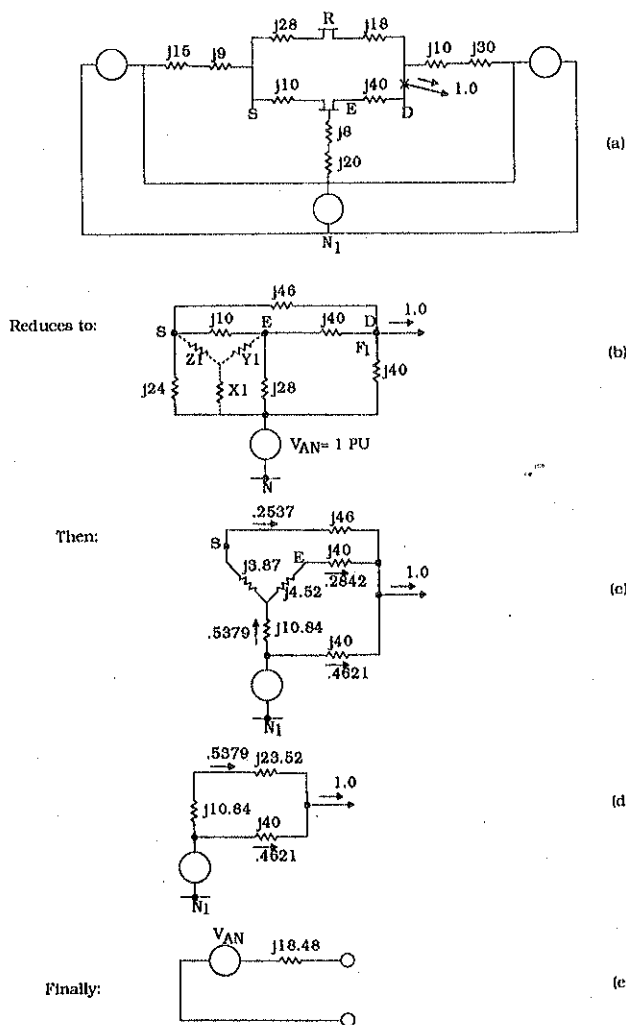 R
j28
j18
j15
j9
j10
j30
j10
j40
1.0
S
E
D
j8
j20
(a)
N1
j46
Reduces to:
j10
E
j40
D
1.0
S
Z1
Y1
F1
(b)
j24
X1
j28
j40
VAN= 1 PU
N
Then:
.2537
j46
S
E
j40
j3.87
j4.52
.2842
1.0
(c)
.5379
j10.84
j40
.4621
N1
.5379
j23.52
1.0
j10.84
j40
(d
.4621
N1
VAN
j18.48
Finally:
(e